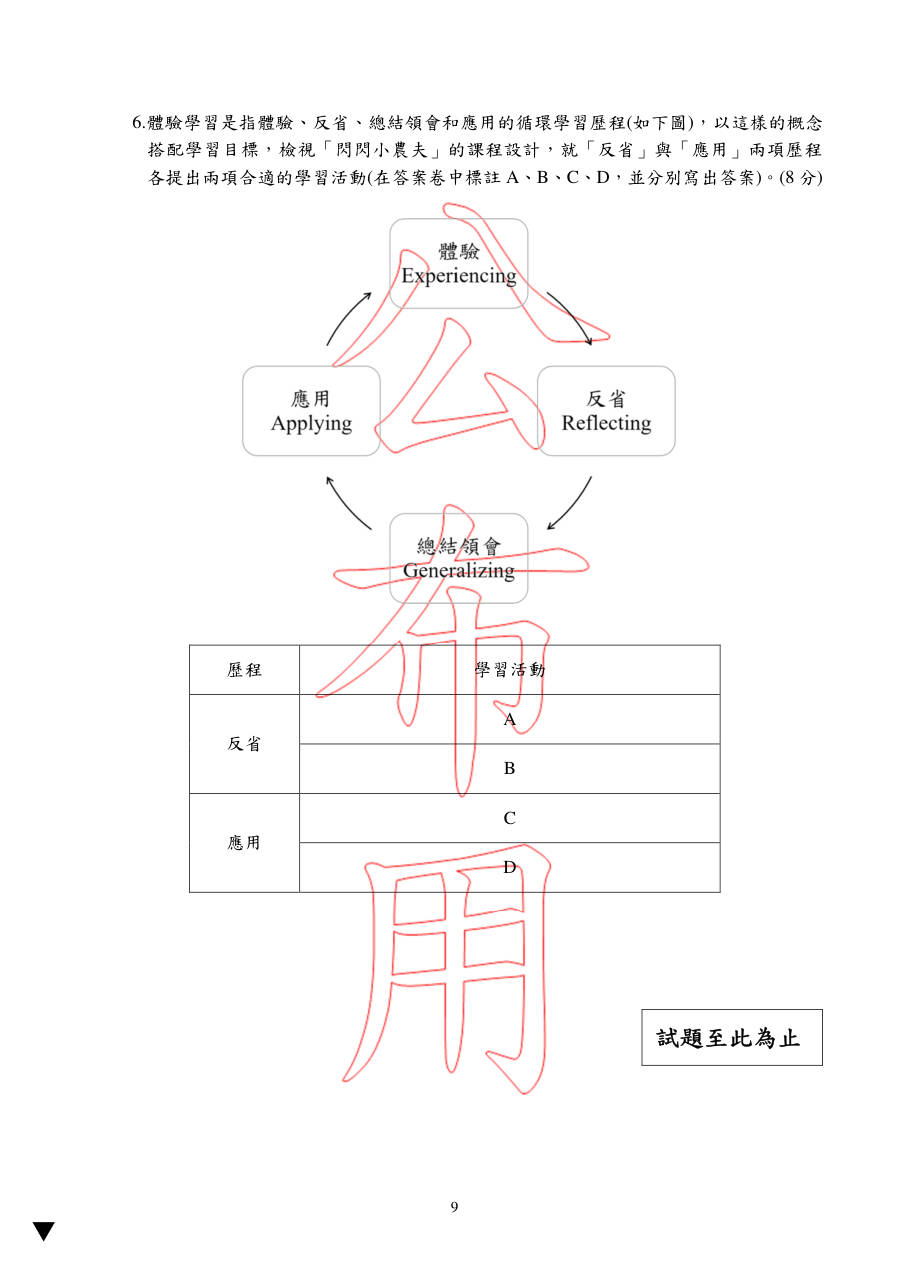 6.體驗學習是指體驗、反省、總結領會和應用的循環學習歷程(如下圖)，以這樣的概念
搭配學習目標，檢視「閃閃小農夫」的課程設計，就「反省」與「應用」兩項歷程
各提出兩項合適的學習活動(在答案卷中標註 A、B、C、D，並分別寫出答案)。(8 分)
體驗
Experiencing
應用
Applying
反省
Reflecting
總結領會
Generalizing
歷程 學習活動
反省
A
B
應用
C
D
公
布
用
試題至此為止
9